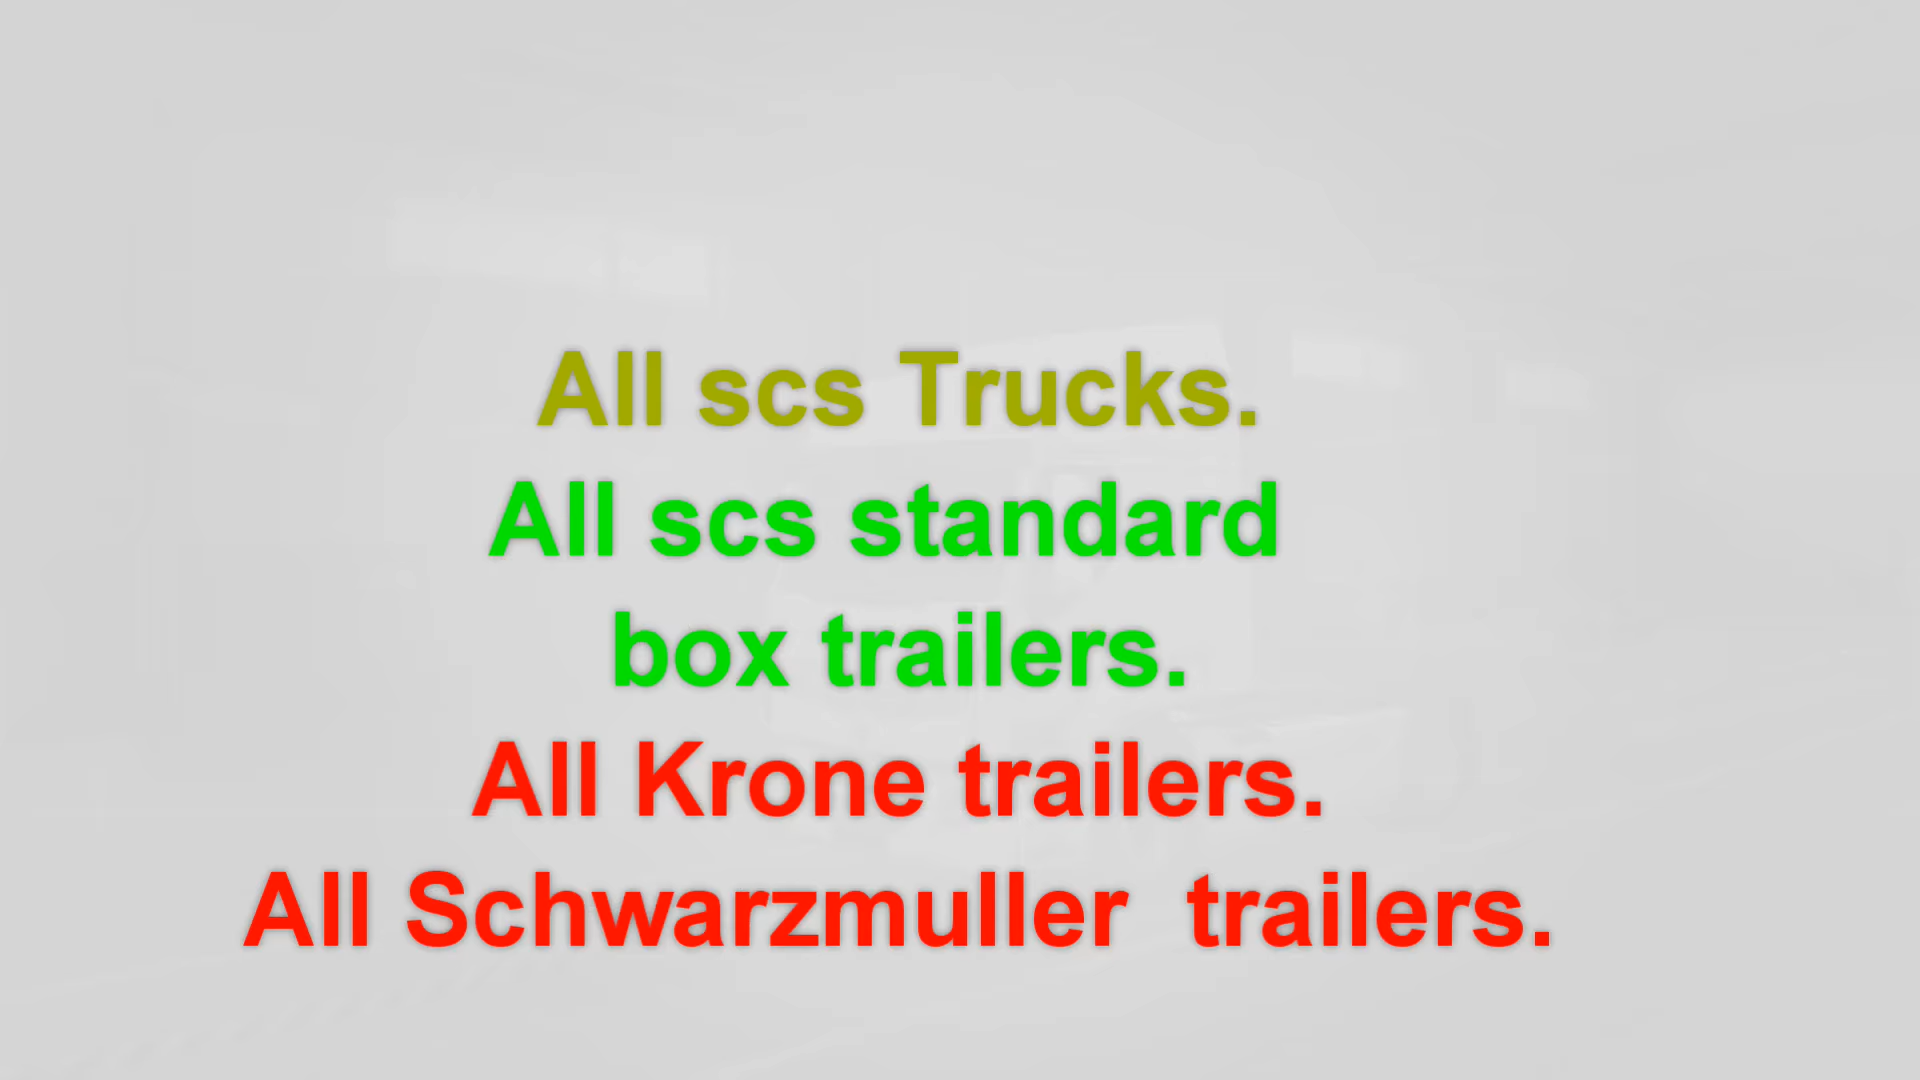 All scs Trucks.
All scs standard
box trailers.
All Krone trailers.
All Schwarzmuller  trailers.